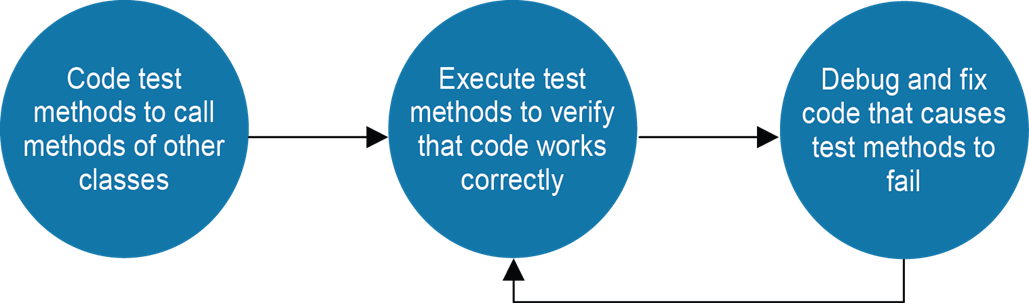 Code test
methods to call
methods of other
classes
Execute test
methods to verify
that code works
correctly
Debug and fix
code that causes
test methods to
fail